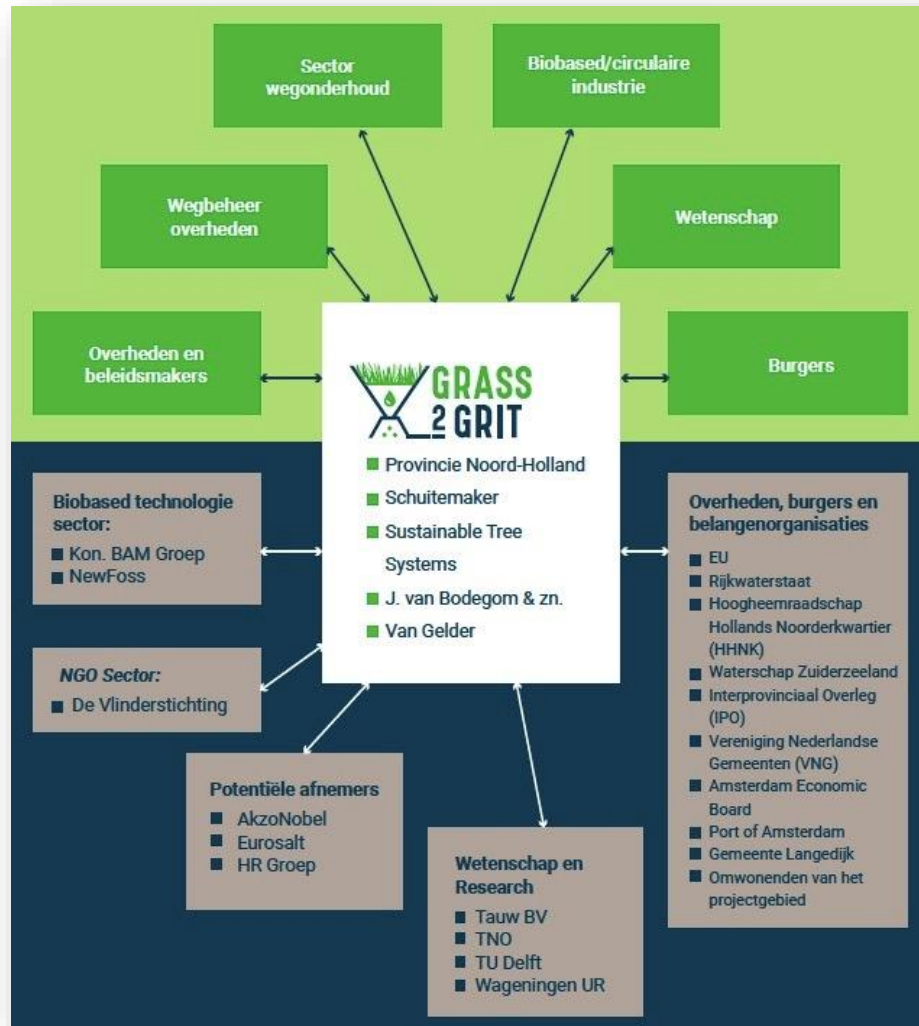 Sector
wegonderhoud
Biobased/circulaire
industrie
Wegbeheer
overheden
Wetenschap
Overheden en
beleidsmakers
Burgers
GRASS
2 GRIT
Provincie Noord-Holland
Schuitemaker
Sustainable Tree
Systems
J. van Bodegom & zn.
Van Gelder
Biobased technologie
sector:
Kon. BAM Groep
NewFoss
NGO Sector:
De Vlinderstichting
Potentiële afnemers
AkzoNobel
Eurosalt
HR Groep
Wetenschap en
Research
Tauw BV
TNO
TU Delft
Wageningen UR
Overheden, burgers en
belangenorganisaties
EU
Rijkwaterstaat
Hoogheemraadschap
Hollands Noorderkwartier
(HHNK)
Waterschap Zuiderzeeland
Interprovinciaal Overleg
(IPO)
Vereniging Nederlandse
Gemeenten (VNG)
Amsterdam Economic
Board
Port of Amsterdam
Gemeente Langedijk
Omwonenden van het
projectgebied